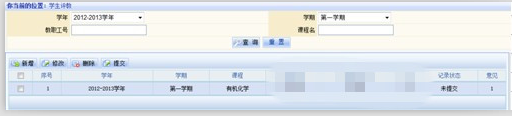 你当前的位置：学生评教
学年 2012-2013学年 学期 第一学期
教职工号 课程名
查询 重置
新增 修改 删除 提交
序号 学年 学期 课程 记录状态 意见
1 2012-2013学年 第一学期 有机化学 未提交 1